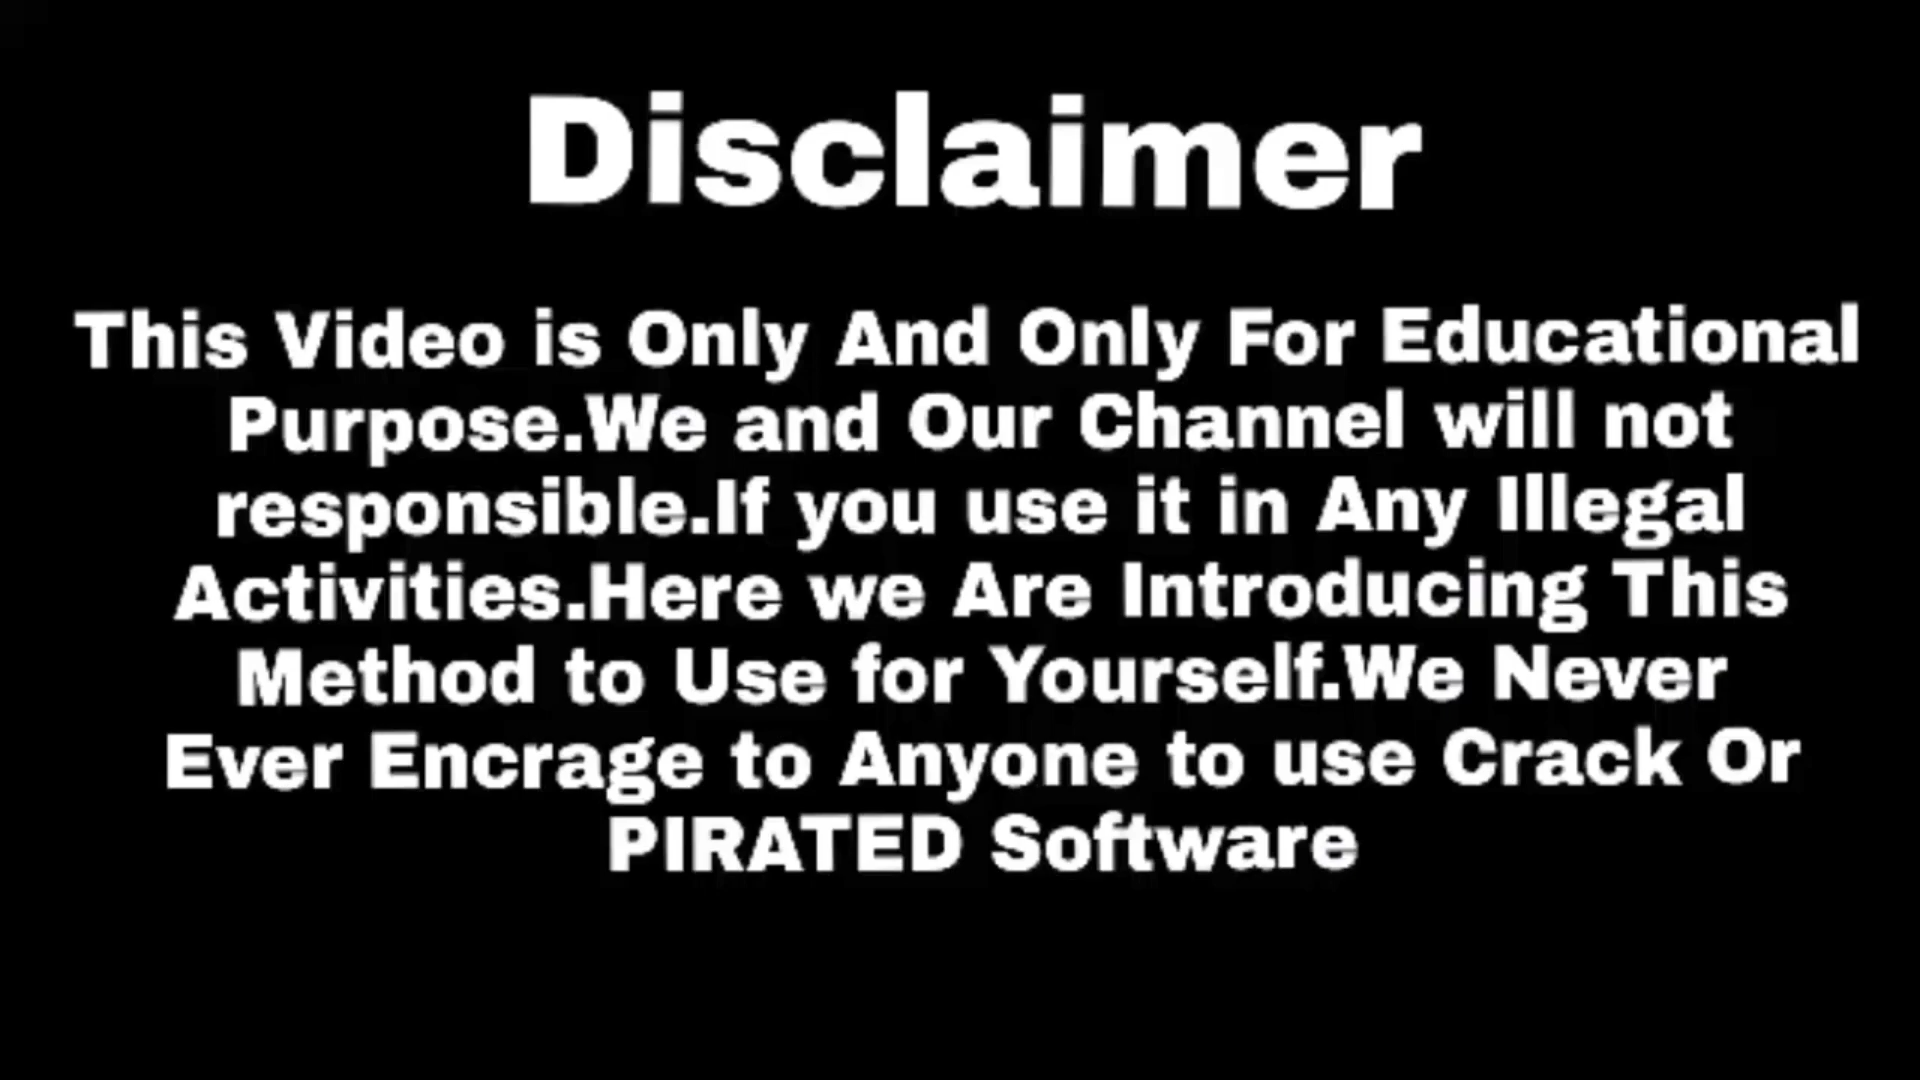 Disclaimer
This Video is Only And Only For Educational
Purpose.We and Our Channel will not
responsible.If you use it in Any Illegal
Activities.Here we Are Introducing This
Method to Use for Yourself.We Never
Ever Encrage to Anyone to use Crack Or
PIRATED Software